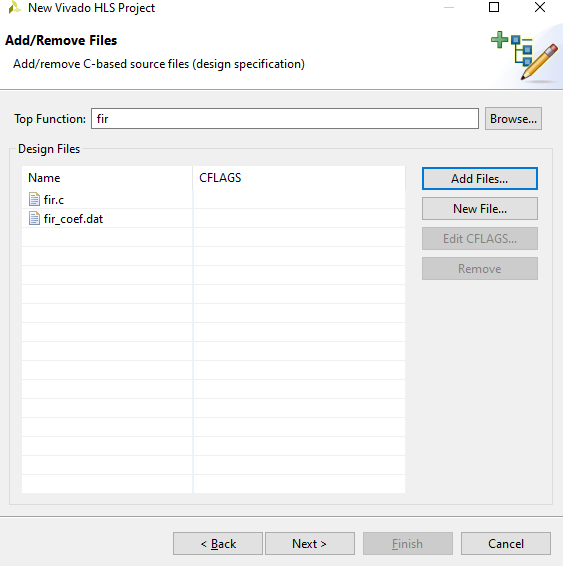 New Vivado HLS Project
Add/Remove Files
Add/remove C-based source files (design specification)
Top Function: fir Browse...
Design Files
Name CFLAGS
Add Files...
fir.c
New File...
fir_coef.dat
Edit CFLAGS...
Remove
< Back Next > Finish Cancel